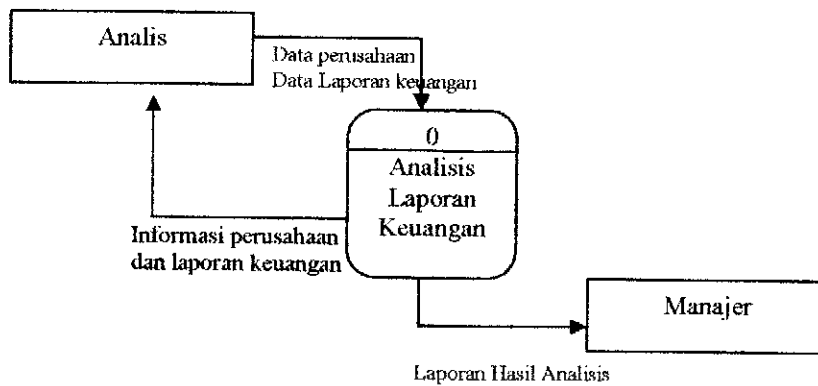 Analis
Data perusahaan
Data Laporan keuangan
0
Analisis
Laporan
Keuangan
Informasi perusahaan
dan laporan keuangan
Manajer
Laporan Hasil Analisis